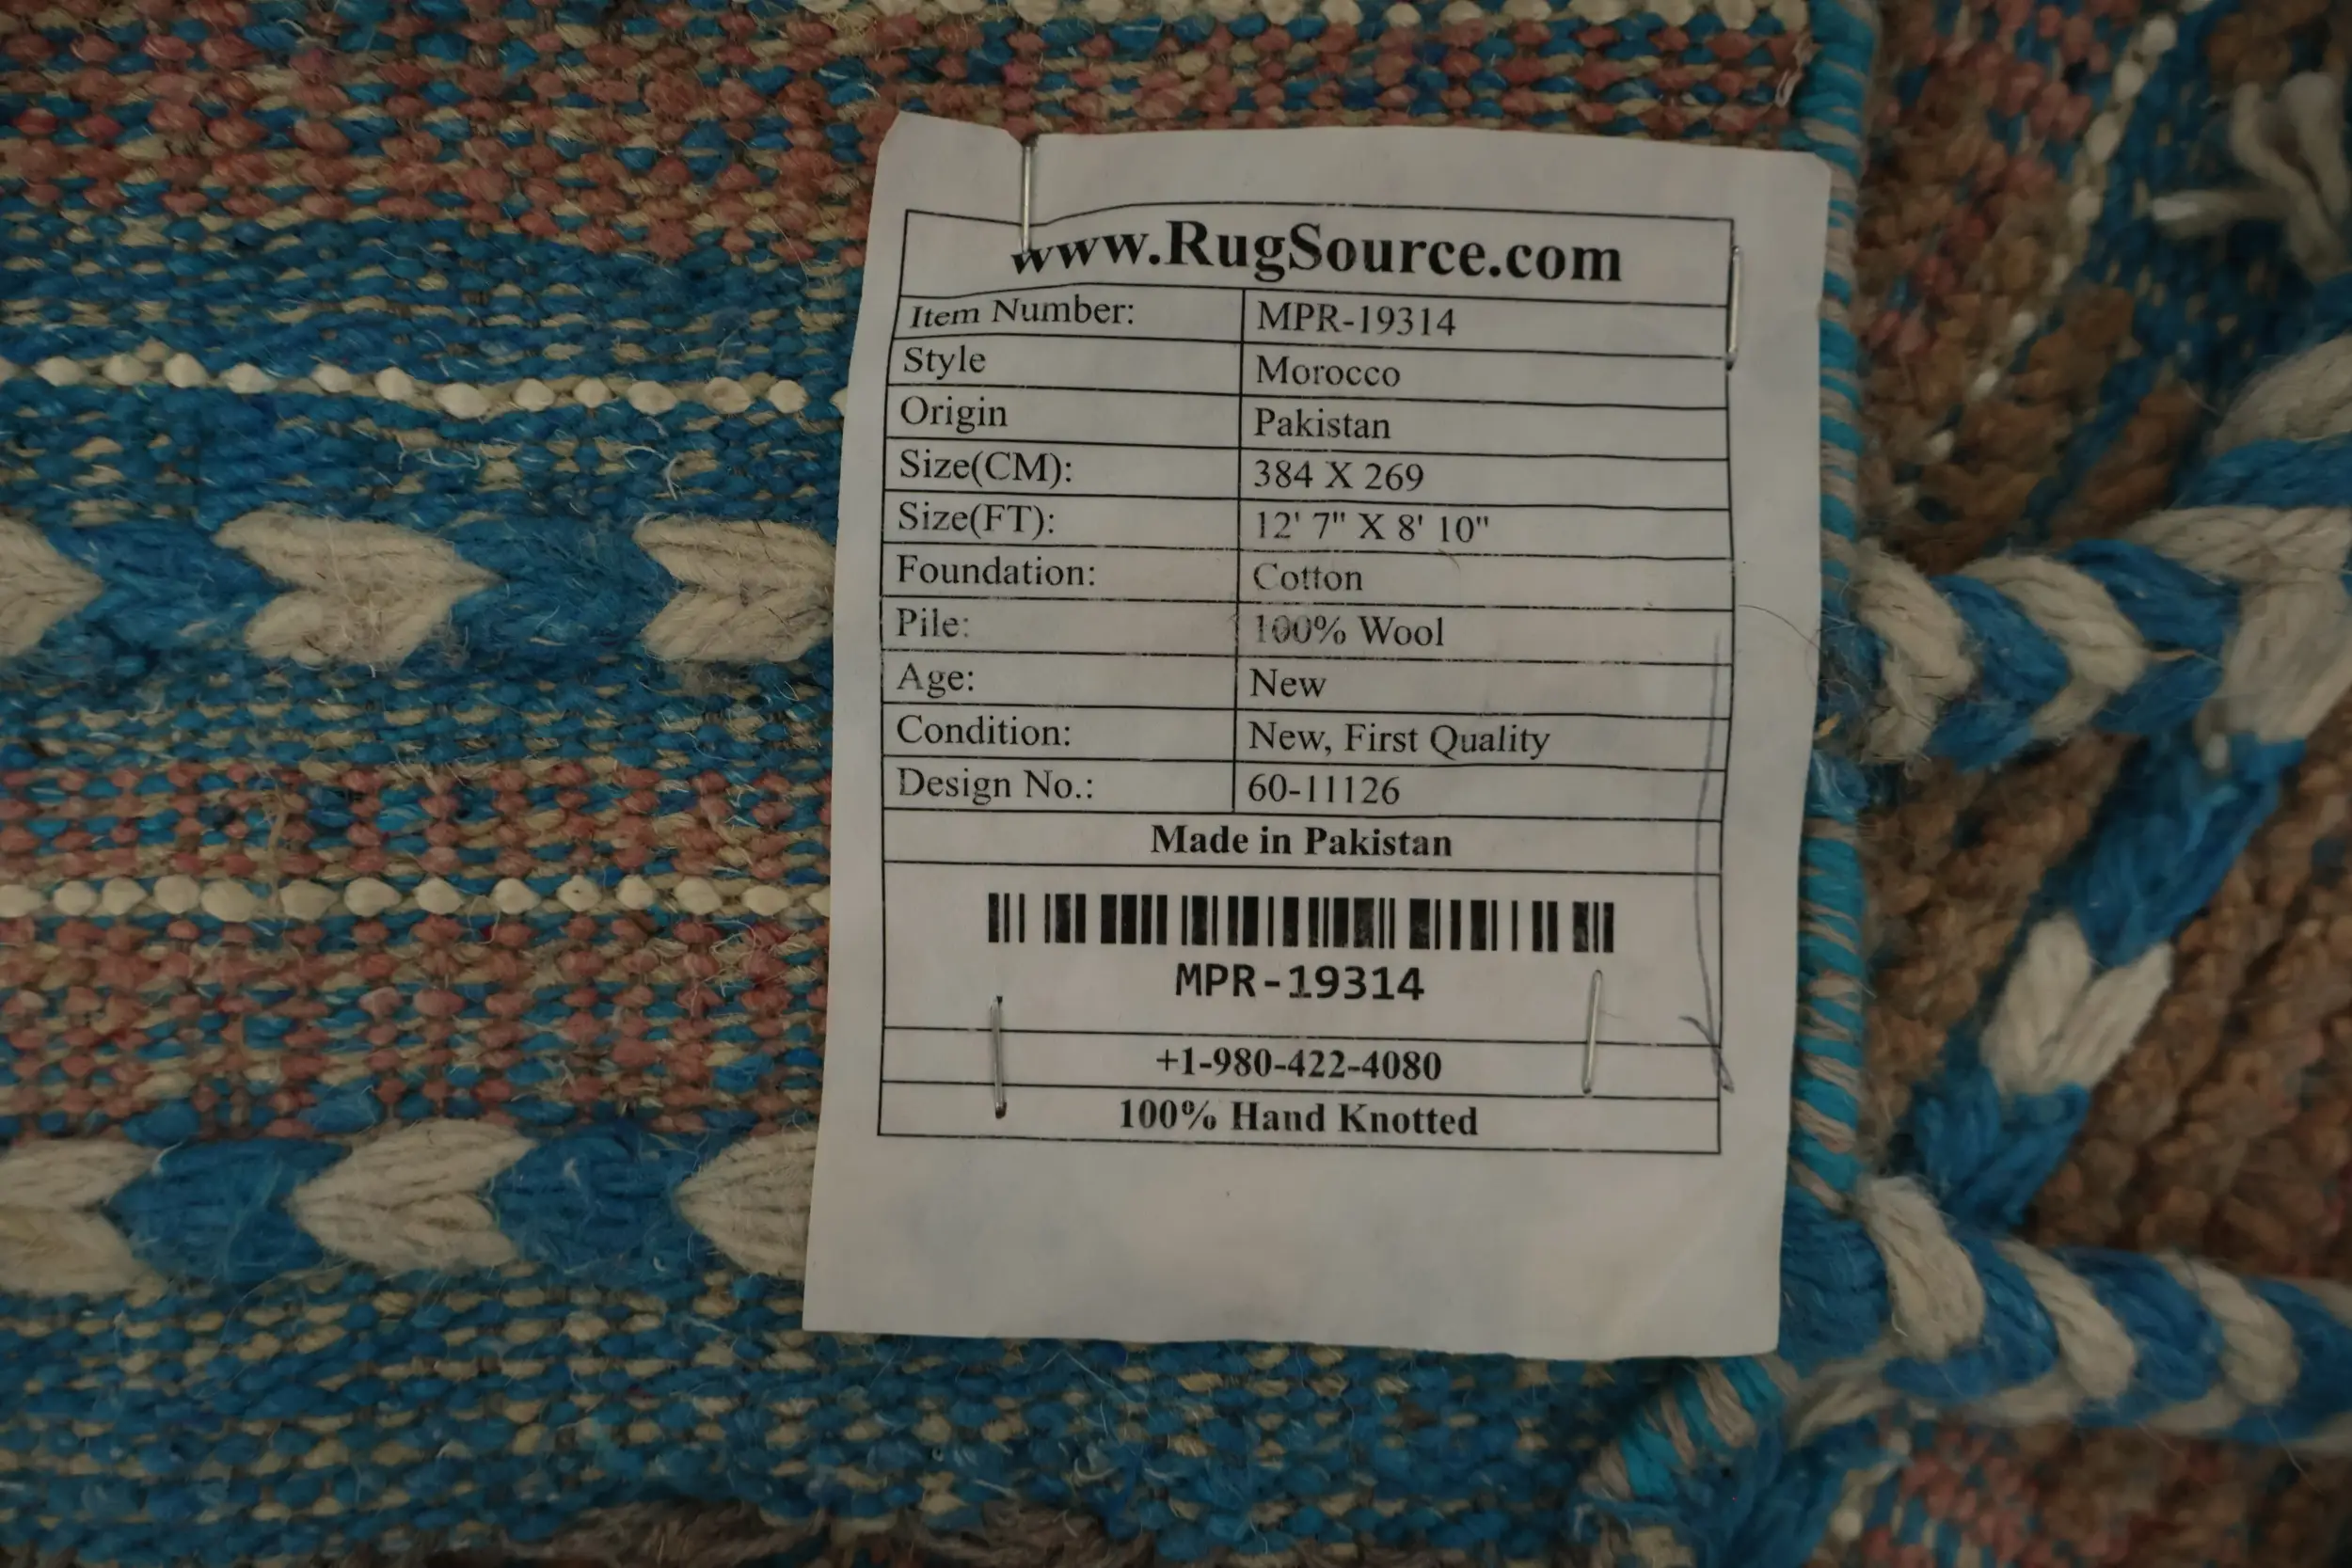 www.RugSource.com
Item Number: MPR-19314
Style Morocco
Origin Pakistan
Size(CM): 384 X 269
Size(FT): 12' 7" X 8' 10"
Foundation: Cotton
Pile: 100% Wool
Age: New
Condition: New, First Quality
Design No.: 60-11126
Made in Pakistan
MPR-19314
+1-980-422-4080
100% Hand Knotted